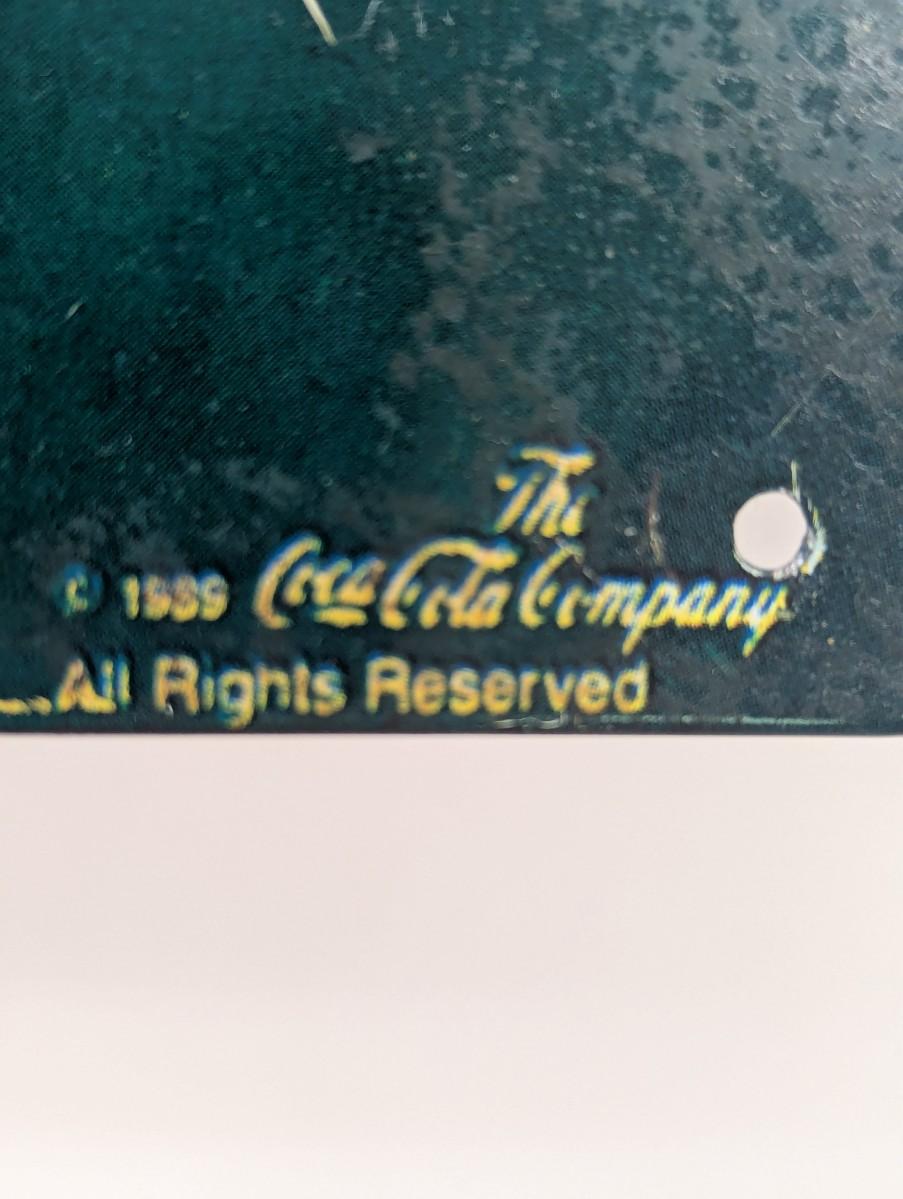 The
© 1989 Coca-Cola Company
All Rights Reserved